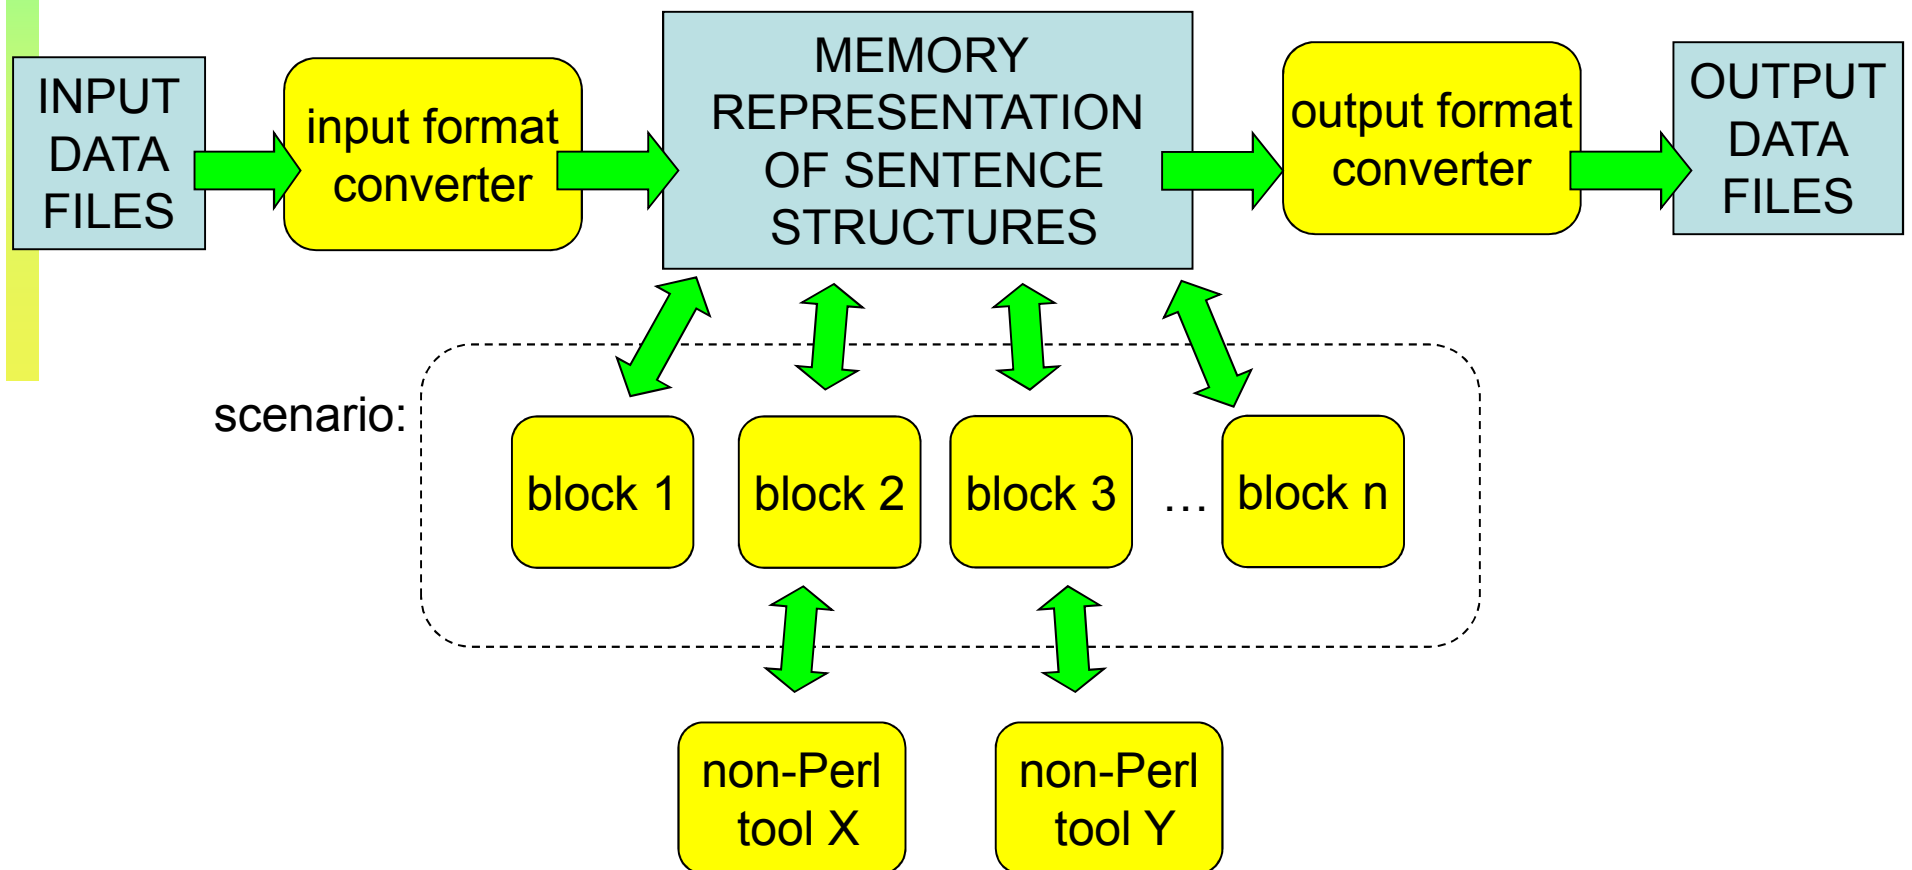 INPUT
DATA
FILES
input format
converter
MEMORY
REPRESENTATION
OF SENTENCE
STRUCTURES
output format
converter
OUTPUT
DATA
FILES
scenario:
block 1
block 2
block 3
…
block n
non-Perl
tool X
non-Perl
tool Y